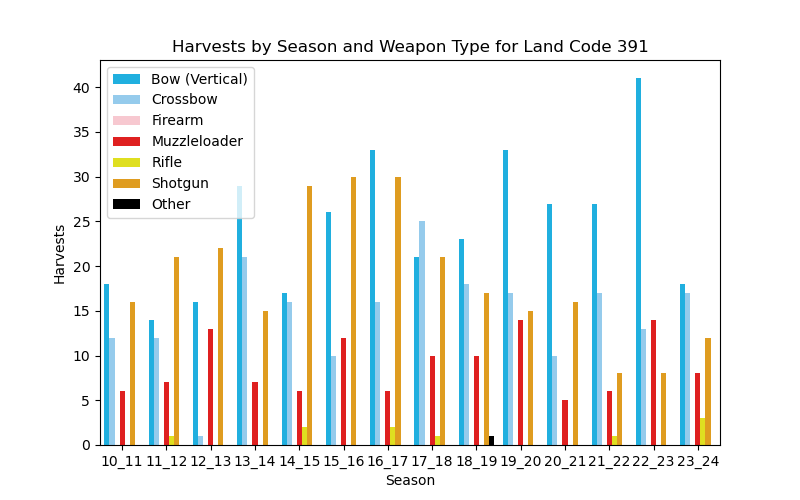 Harvests by Season and Weapon Type for Land Code 391
Bow (Vertical)
Crossbow
Firearm
Muzzleloader
Rifle
Shotgun
Other
Harvests
40
35
30
25
20
15
10
5
0
10_11 11_12 12_13 13_14 14_15 15_16 16_17 17_18 18_19 19_20 20_21 21_22 22_23 23_24
Season